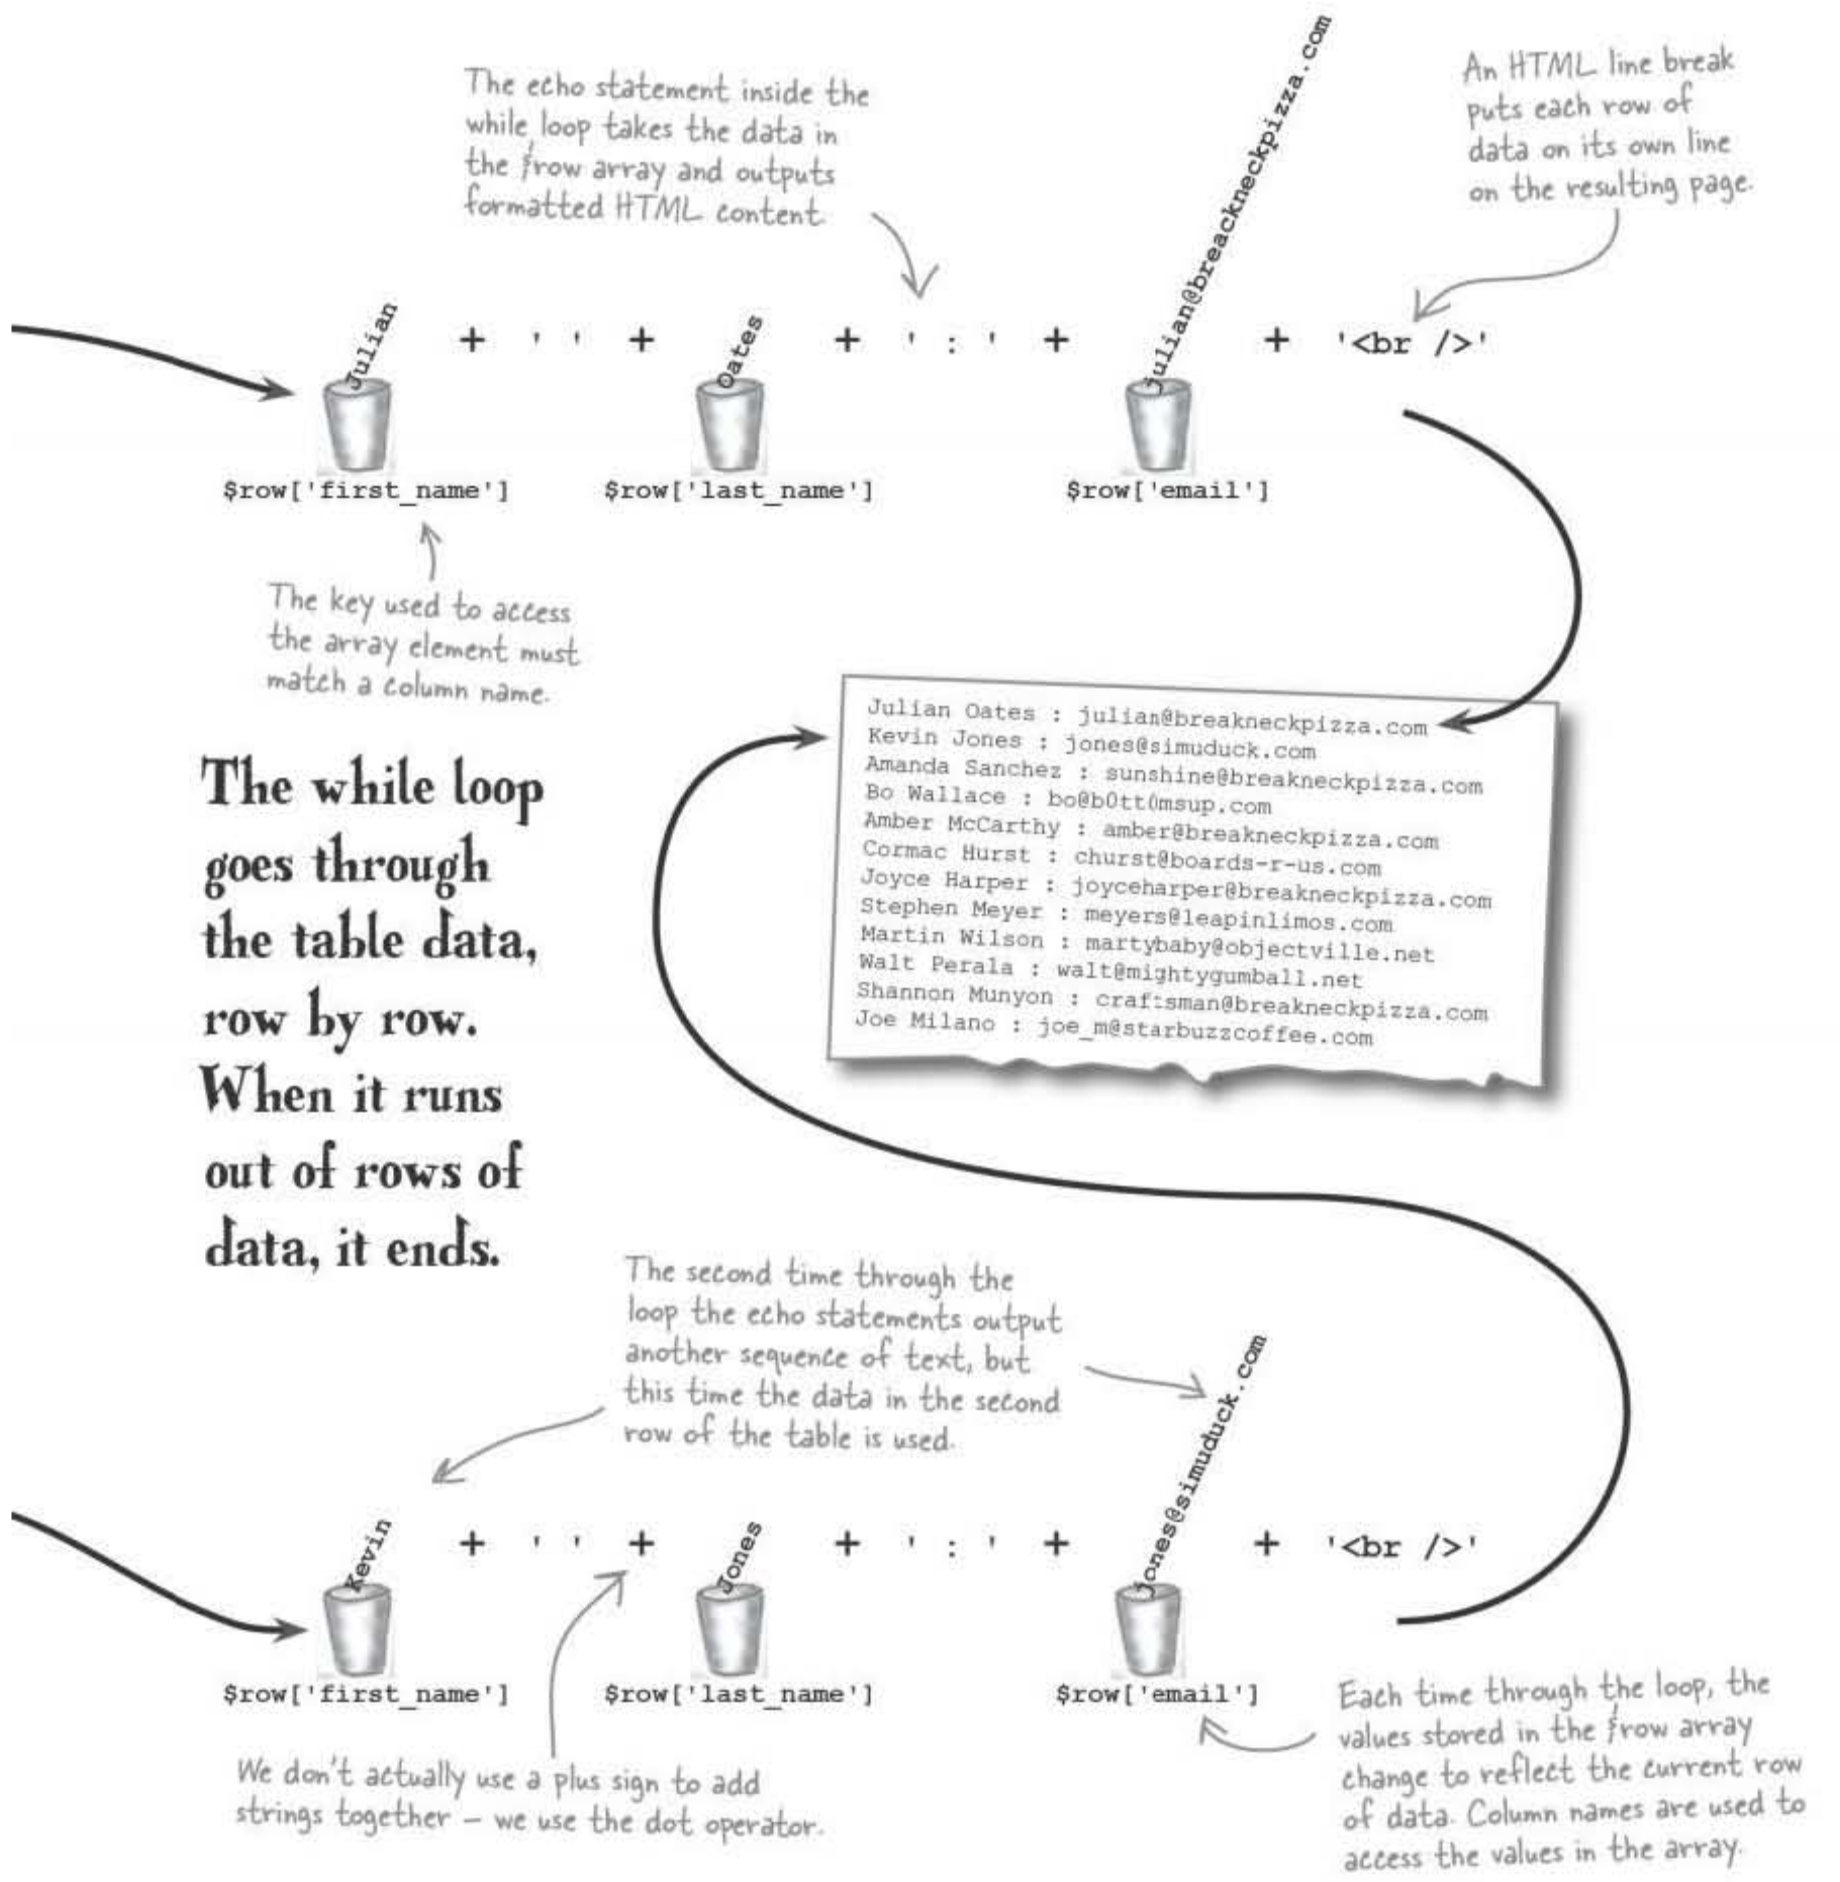 The echo statement inside the
while loop takes the data in
the $row array and outputs
formatted HTML content.
An HTML line break
puts each row of
data on its own line
on the resulting page.
Julian + ' ' + Oates + ' : ' + julian@breackneckpizza.com + '<br />'
$row['first_name'] $row['last_name'] $row['email']
The key used to access
the array element must
match a column name.
Julian Oates : julian@breakneckpizza.com
Kevin Jones : jones@simuduck.com
Amanda Sanchez : sunshine@breakneckpizza.com
Bo Wallace : bo@b0tt0msup.com
Amber McCarthy : amber@breakneckpizza.com
Cormac Hurst : churst@boards-r-us.com
Joyce Harper : joyceharper@breakneckpizza.com
Stephen Meyer : meyers@leapinlimos.com
Martin Wilson : martybaby@objectville.net
Walt Perala : walt@mightygumball.net
Shannon Munyon : craftsman@breakneckpizza.com
Joe Milano : joe_m@starbuzzcoffee.com
The while loop
goes through
the table data,
row by row.
When it runs
out of rows of
data, it ends.
The second time through the
loop the echo statements output
another sequence of text, but
this time the data in the second
row of the table is used.
Kevin + ' ' + Jones + ' : ' + jones@simuduck.com + '<br />'
$row['first_name'] $row['last_name'] $row['email']
We don't actually use a plus sign to add
strings together – we use the dot operator.
Each time through the loop, the
values stored in the $row array
change to reflect the current row
of data. Column names are used to
access the values in the array.